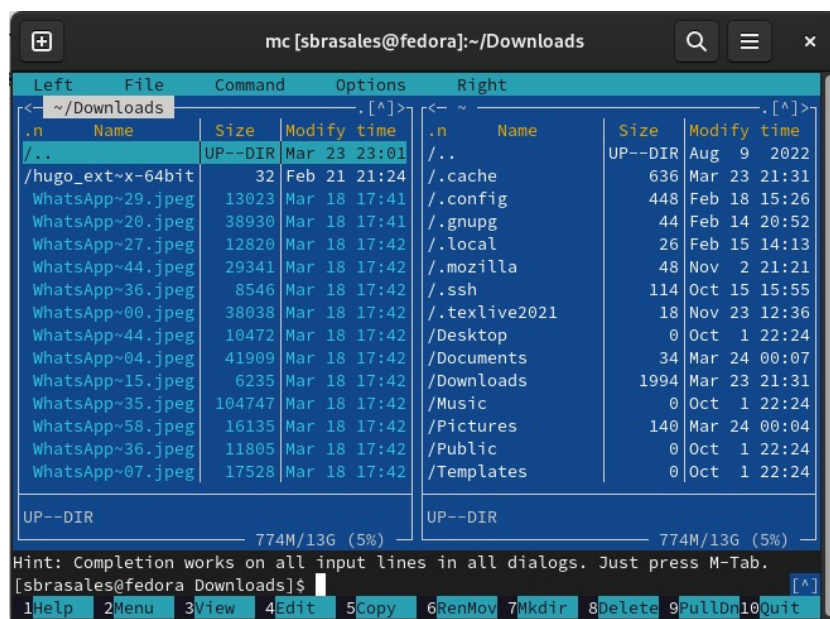 mc [sbrasales@fedora]:~/Downloads
Left File Command Options Right
<— ~/Downloads .[^]> <— ~ .[^]>
.n Name Size Modify time .n Name Size Modify time
/.. UP--DIR Mar 23 23:01 /.. UP--DIR Aug 9 2022
/hugo_ext~x-64bit 32 Feb 21 21:24 /.cache 636 Mar 23 21:31
WhatsApp~29.jpeg 13023 Mar 18 17:41 /.config 448 Feb 18 15:26
WhatsApp~20.jpeg 38930 Mar 18 17:41 /.gnupg 44 Feb 14 20:52
WhatsApp~27.jpeg 12820 Mar 18 17:42 /.local 26 Feb 15 14:13
WhatsApp~44.jpeg 29341 Mar 18 17:42 /.mozilla 48 Nov 2 21:21
WhatsApp~36.jpeg 8546 Mar 18 17:42 /.ssh 114 Oct 15 15:55
WhatsApp~00.jpeg 38038 Mar 18 17:42 /.texlive2021 18 Nov 23 12:36
WhatsApp~44.jpeg 10472 Mar 18 17:42 /Desktop 0 Oct 1 22:24
WhatsApp~04.jpeg 41909 Mar 18 17:42 /Documents 34 Mar 24 00:07
WhatsApp~15.jpeg 6235 Mar 18 17:42 /Downloads 1994 Mar 23 21:31
WhatsApp~35.jpeg 104747 Mar 18 17:42 /Music 0 Oct 1 22:24
WhatsApp~58.jpeg 16135 Mar 18 17:42 /Pictures 140 Mar 24 00:04
WhatsApp~36.jpeg 11805 Mar 18 17:42 /Public 0 Oct 1 22:24
WhatsApp~07.jpeg 17528 Mar 18 17:42 /Templates 0 Oct 1 22:24
UP--DIR UP--DIR
774M/13G (5%) 774M/13G (5%)
Hint: Completion works on all input lines in all dialogs. Just press M-Tab.
[sbrasales@fedora Downloads]$ [^]
1Help 2Menu 3View 4Edit 5Copy 6RenMov 7Mkdir 8Delete 9PullDn 10Quit